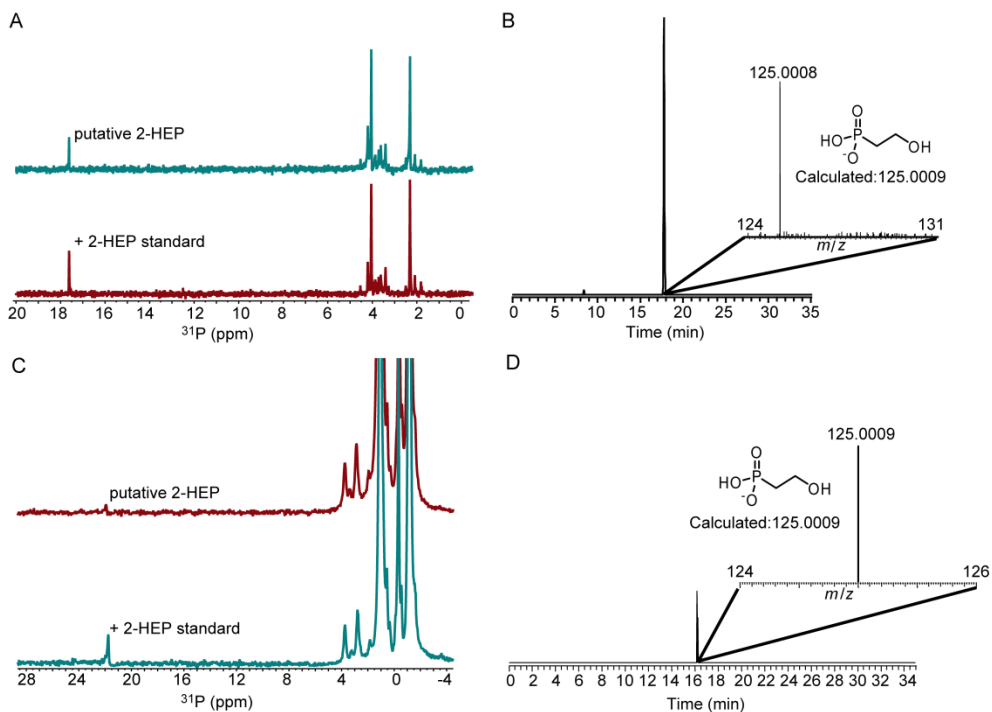 A
putative 2-HEP
+ 2-HEP standard
20 18 16 14 12 10 8 6 4 2 0
31P (ppm)
B
125.0008
O
HO P OH
-O
Calculated:125.0009
124 131
m/z
0 5 10 15 20 25 30 35
Time (min)
C
putative 2-HEP
+ 2-HEP standard
28 24 20 16 12 8 4 0 -4
31P (ppm)
D
125.0009
O
HO P OH
-O
Calculated:125.0009
124 126
m/z
0 2 4 6 8 10 12 14 16 18 20 22 24 26 28 30 32 34
Time (min)